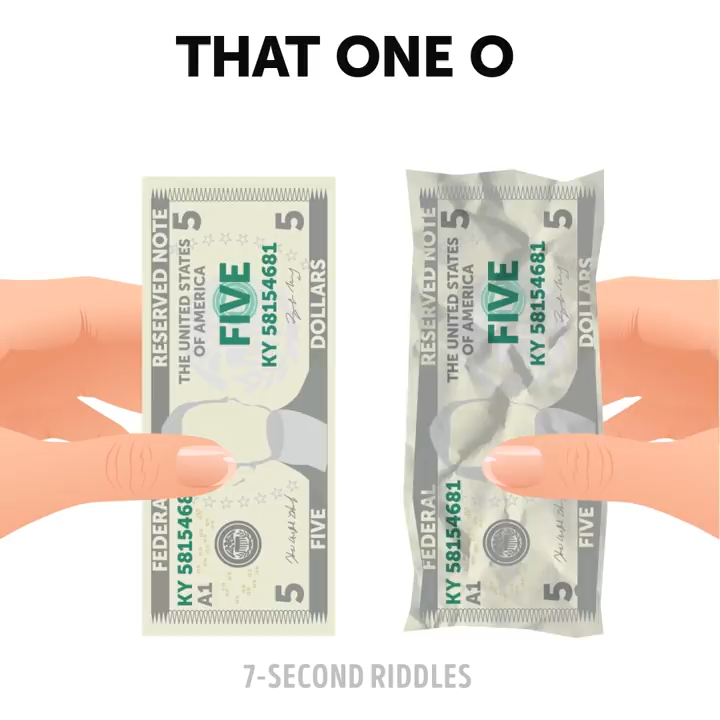 THAT ONE O
RESERVED NOTE
THE UNITED STATES
OF AMERICA
5
5
FIVE
KY 58154681
DOLLARS
FEDERA
KY 5815468
A1
FIVE
5
RESERVED NOTE
THE UNITED STATES
OF AMERICA
5
5
FIVE
KY 58154681
DOLLARS
FEDERAL
KY 58154681
A1
FIVE
5
7-SECOND RIDDLES